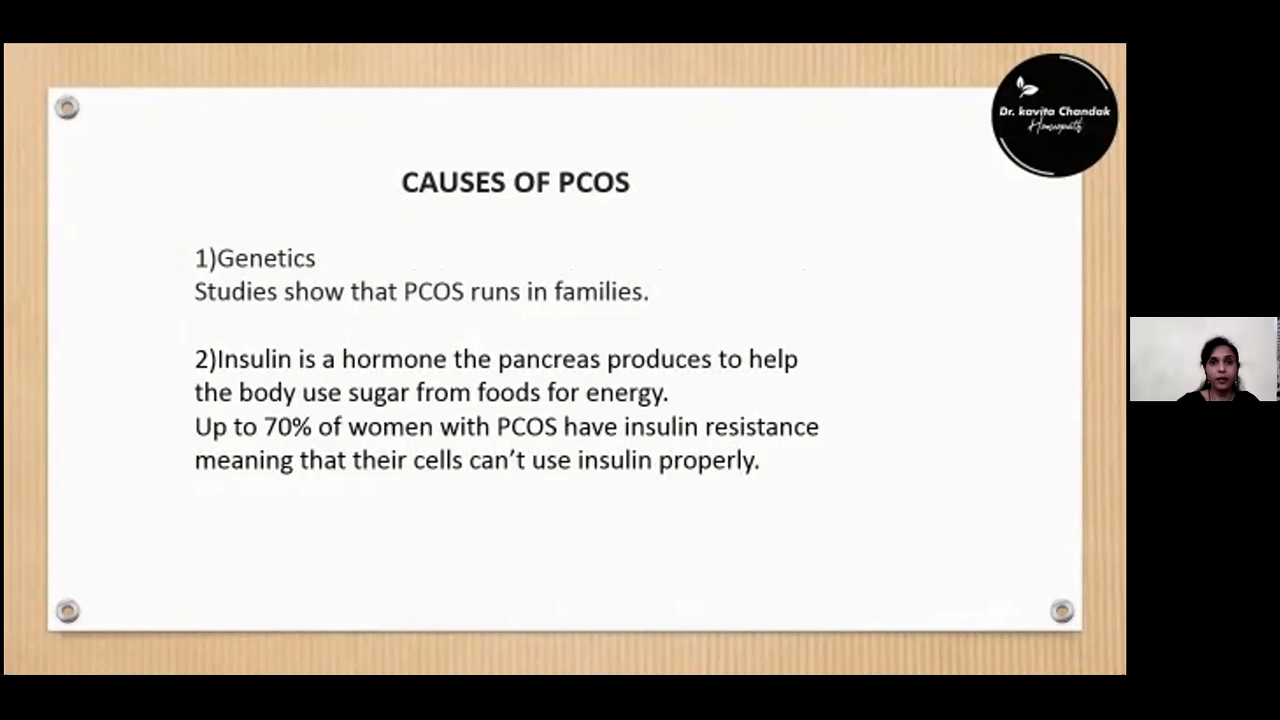 Dr. kavita Chandak
Homeopath
CAUSES OF PCOS
1)Genetics
Studies show that PCOS runs in families.
2)Insulin is a hormone the pancreas produces to help
the body use sugar from foods for energy.
Up to 70% of women with PCOS have insulin resistance
meaning that their cells can’t use insulin properly.